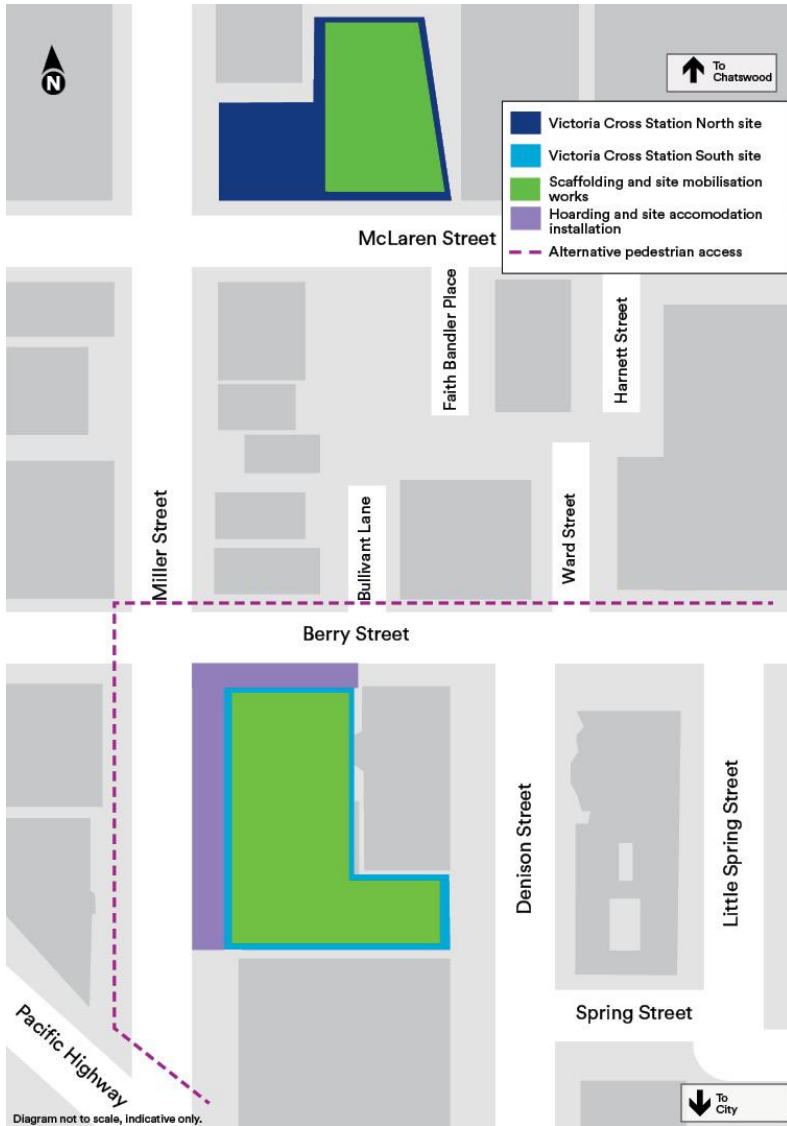 N
To
Chatswood
Victoria Cross Station North site
Victoria Cross Station South site
Scaffolding and site mobilisation
works
Hoarding and site accomodation
installation
Alternative pedestrian access
McLaren Street
Faith Bandler Place
Harnett Street
Miller Street
Bullivant Lane
Ward Street
Berry Street
Denison Street
Little Spring Street
Spring Street
Pacific Highway
To
City
Diagram not to scale, indicative only.